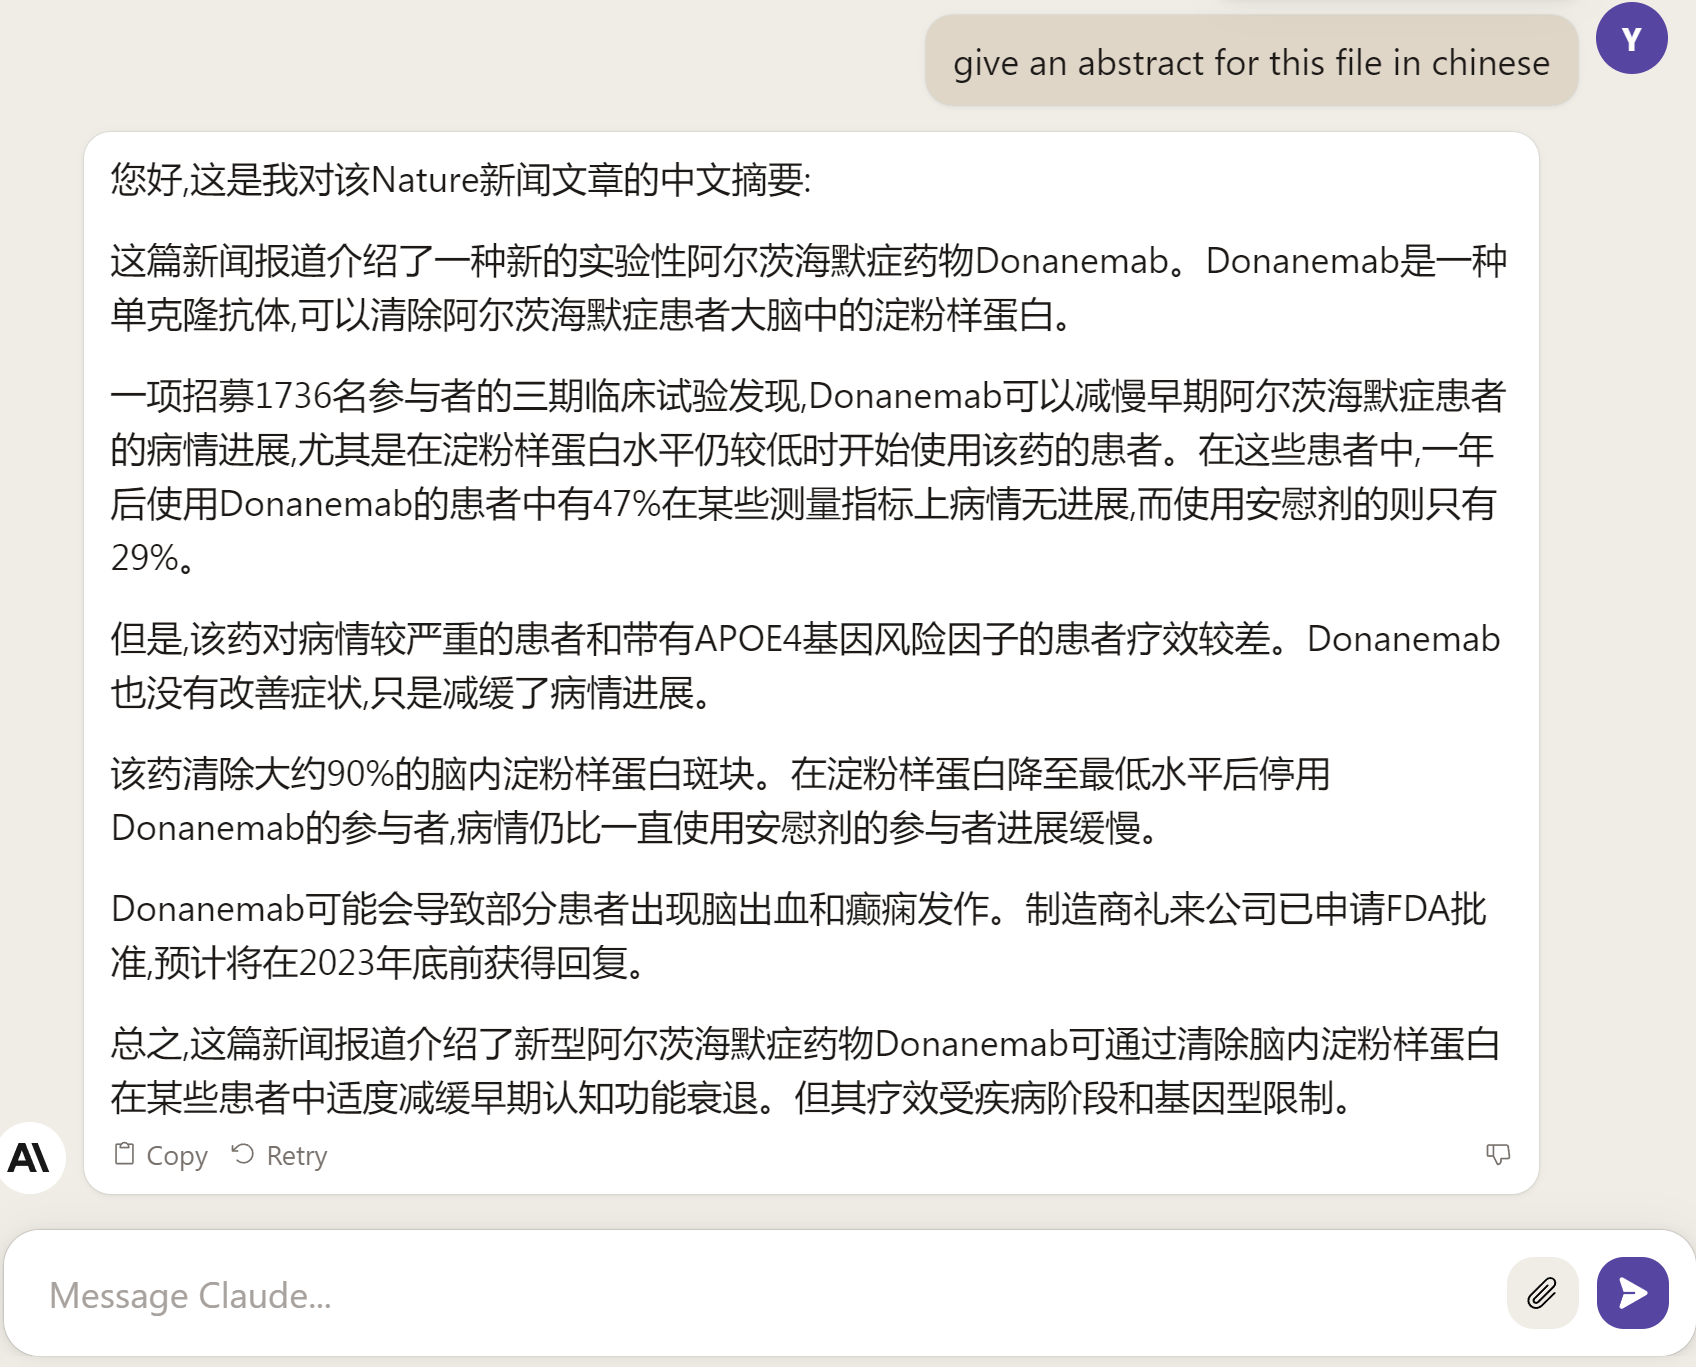 give an abstract for this file in chinese
Y
您好,这是我对该Nature新闻文章的中文摘要:
这篇新闻报道介绍了一种新的实验性阿尔茨海默症药物Donanemab。Donanemab是一种
单克隆抗体,可以清除阿尔茨海默症患者大脑中的淀粉样蛋白。
一项招募1736名参与者的三期临床试验发现,Donanemab可以减慢早期阿尔茨海默症患者
的病情进展,尤其是在淀粉样蛋白水平仍较低时开始使用该药的患者。在这些患者中,一年
后使用Donanemab的患者中有47%在某些测量指标上病情无进展,而使用安慰剂的则只有
29%。
但是,该药对病情较严重的患者和带有APOE4基因风险因子的患者疗效较差。Donanemab
也没有改善症状,只是减缓了病情进展。
该药清除大约90%的脑内淀粉样蛋白斑块。在淀粉样蛋白降至最低水平后停用
Donanemab的参与者,病情仍比一直使用安慰剂的参与者进展缓慢。
Donanemab可能会导致部分患者出现脑出血和癫痫发作。制造商礼来公司已申请FDA批
准,预计将在2023年底前获得回复。
总之,这篇新闻报道介绍了新型阿尔茨海默症药物Donanemab可通过清除脑内淀粉样蛋白
在某些患者中适度减缓早期认知功能衰退。但其疗效受疾病阶段和基因型限制。
Copy Retry
A\
Message Claude...